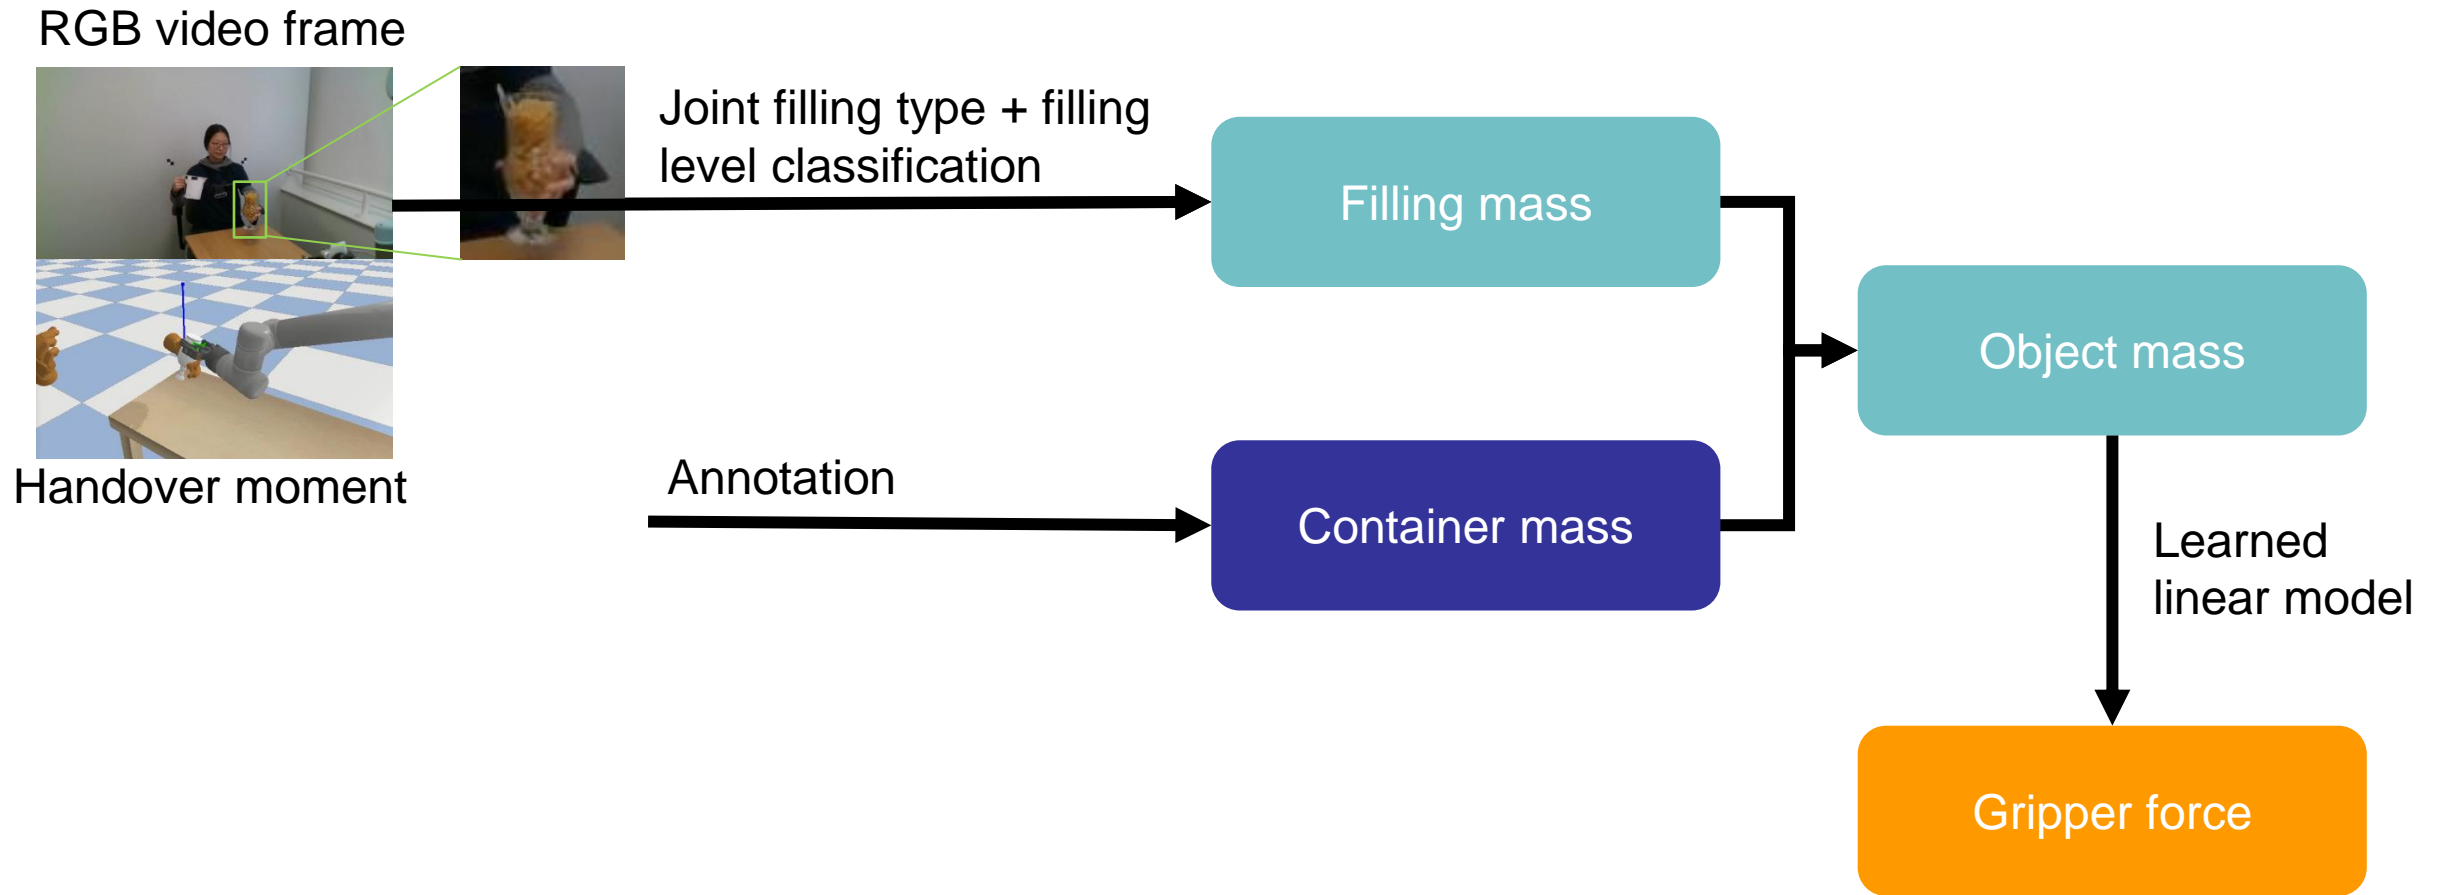 RGB video frame
Joint filling type + filling
level classification
Filling mass
Object mass
Handover moment
Annotation
Container mass
Learned
linear model
Gripper force